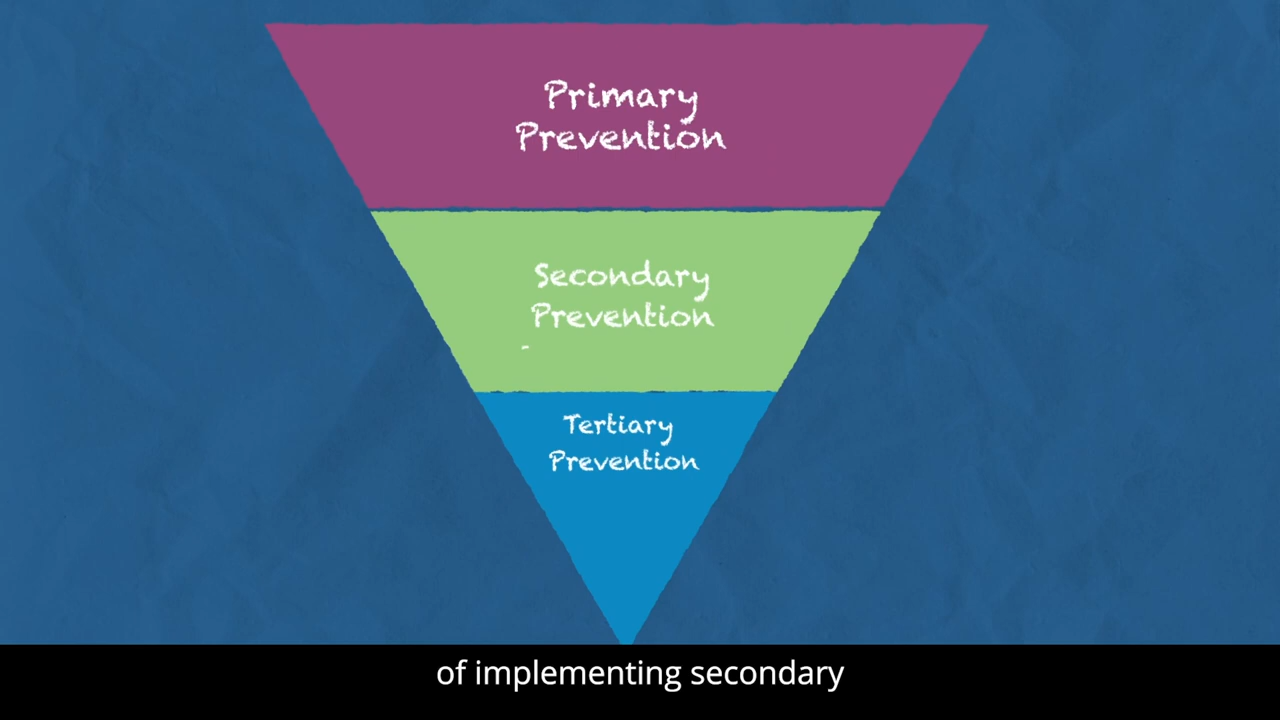 Primary
Prevention
Secondary
Prevention
Tertiary
Prevention
of implementing secondary